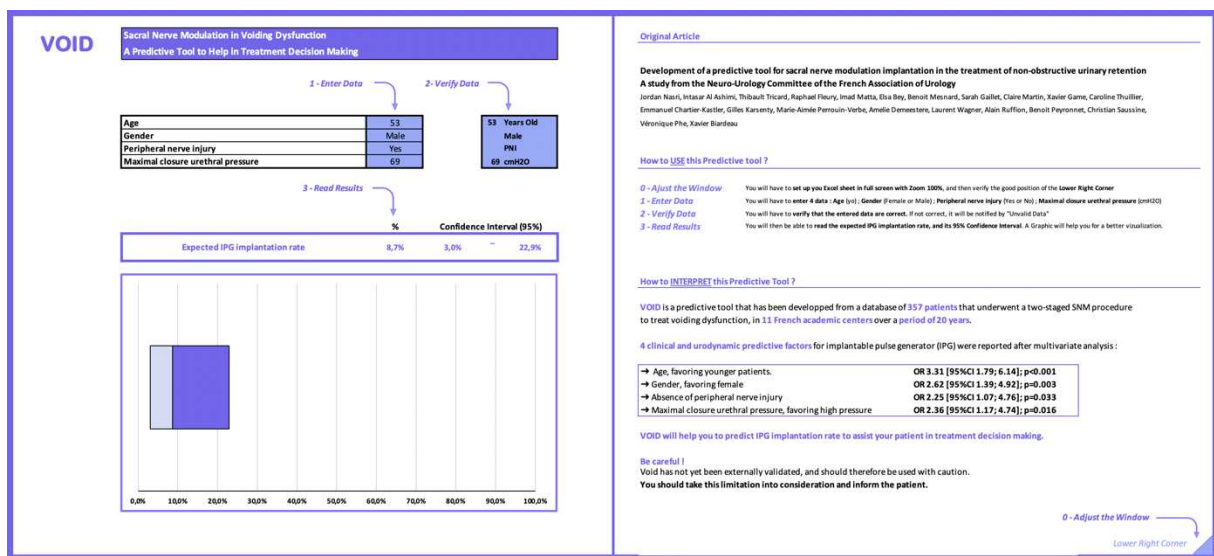 VOID
Sacral Nerve Modulation in Voiding Dysfunction
A Predictive Tool to Help in Treatment Decision Making
1 - Enter Data
2- Verify Data
Age 53 53 Years Old
Gender Male Male
Peripheral nerve injury Yes PNI
Maximal closure urethral pressure 69 69 cmH2O
3 - Read Results
% Confidence Interval (95%)
Expected IPG implantation rate 8,7% 3,0% – 22,9%
0,0% 10,0% 20,0% 30,0% 40,0% 50,0% 60,0% 70,0% 80,0% 90,0% 100,0%
Original Article
Development of a predictive tool for sacral nerve modulation implantation in the treatment of non-obstructive urinary retention
A study from the Neuro-Urology Committee of the French Association of Urology
Jordan Nasri, Intasar Al Ashimi, Thibault Tricard, Raphael Fleury, Imad Matta, Elsa Bey, Benoit Mesnard, Sarah Gaillet, Claire Martin, Xavier Game, Caroline Thuillier,
Emmanuel Chartier-Kastler, Gilles Karsenty, Marie-Aimée Perrouin-Verbe, Amelie Demeestere, Laurent Wagner, Alain Ruffion, Benoit Peyronnet, Christian Saussine,
Véronique Phe, Xavier Biardeau
How to USE this Predictive tool ?
0 - Ajust the Window You will have to set up you Excel sheet in full screen with Zoom 100%, and then verify the good position of the Lower Right Corner
1 - Enter Data You will have to enter 4 data : Age (yo) ; Gender (Female or Male) ; Peripheral nerve injury (Yes or No) ; Maximal closure urethral pressure (cmH2O)
2 - Verify Data You will have to verify that the entered data are correct. If not correct, it will be notified by "Unvalid Data"
3 - Read Results You will then be able to read the expected IPG implantation rate, and its 95% Confidence Interval. A Graphic will help you for a better vizualization.
How to INTERPRET this Predictive Tool ?
VOID is a predictive tool that has been developped from a database of 357 patients that underwent a two-staged SNM procedure
to treat voiding dysfunction, in 11 French academic centers over a period of 20 years.
4 clinical and urodynamic predictive factors for implantable pulse generator (IPG) were reported after multivariate analysis :
→ Age, favoring younger patients. OR 3.31 [95%CI 1.79; 6.14]; p<0.001
→ Gender, favoring female OR 2.62 [95%CI 1.39; 4.92]; p=0.003
→ Absence of peripheral nerve injury OR 2.25 [95%CI 1.07; 4.76]; p=0.033
→ Maximal closure urethral pressure, favoring high pressure OR 2.36 [95%CI 1.17; 4.74]; p=0.016
VOID will help you to predict IPG implantation rate to assist your patient in treatment decision making.
Be careful !
Void has not yet been externally validated, and should therefore be used with caution.
You should take this limitation into consideration and inform the patient.
0 - Adjust the Window
Lower Right Corner